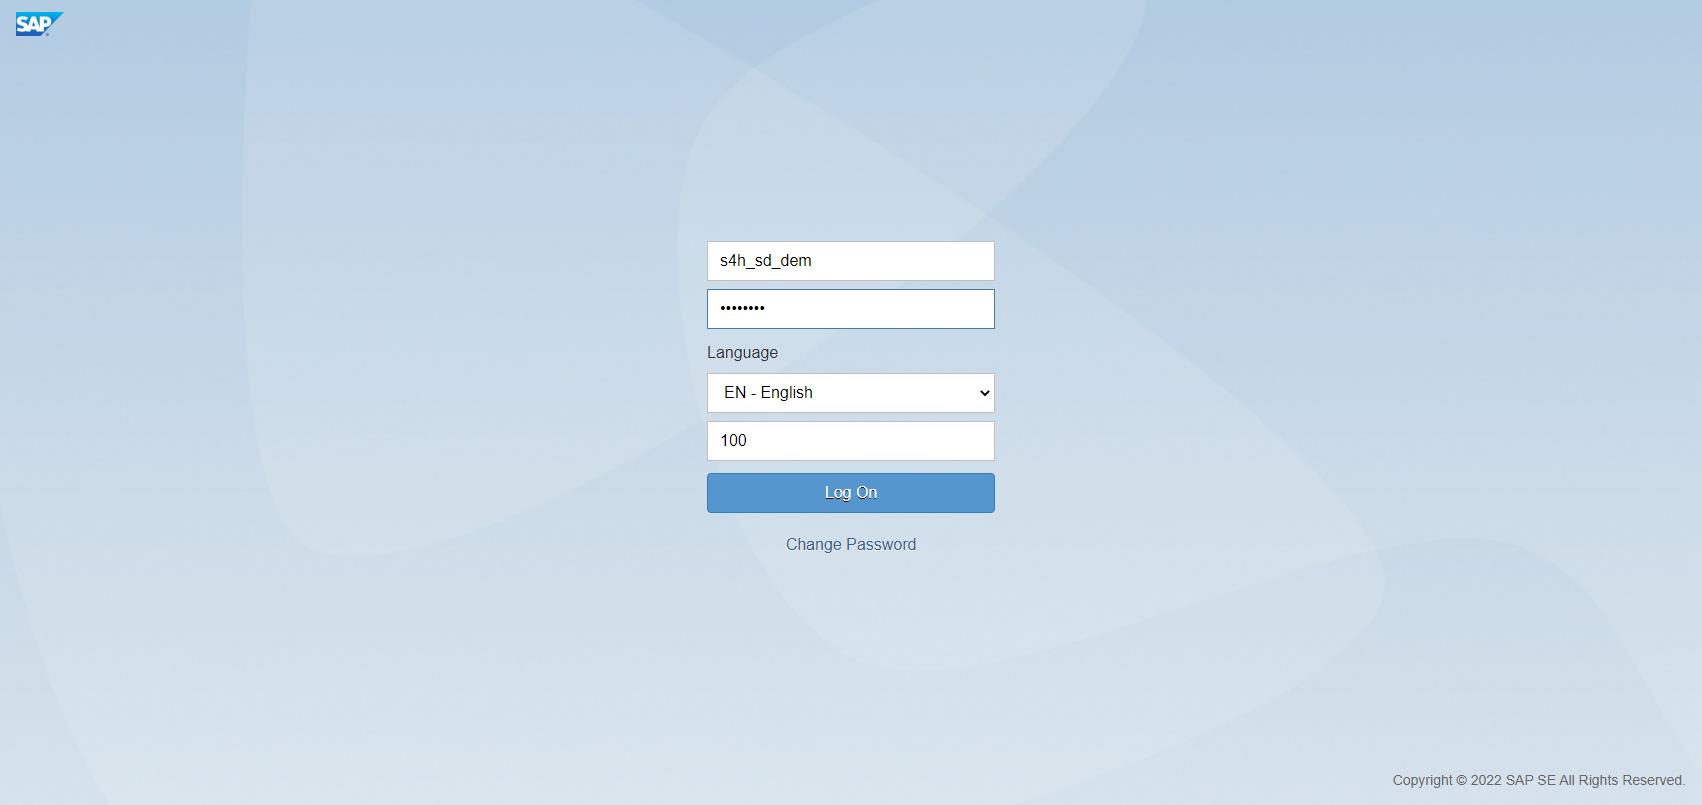 SAP
s4h_sd_dem
••••••••
Language
EN - English
100
Log On
Change Password
Copyright © 2022 SAP SE All Rights Reserved.